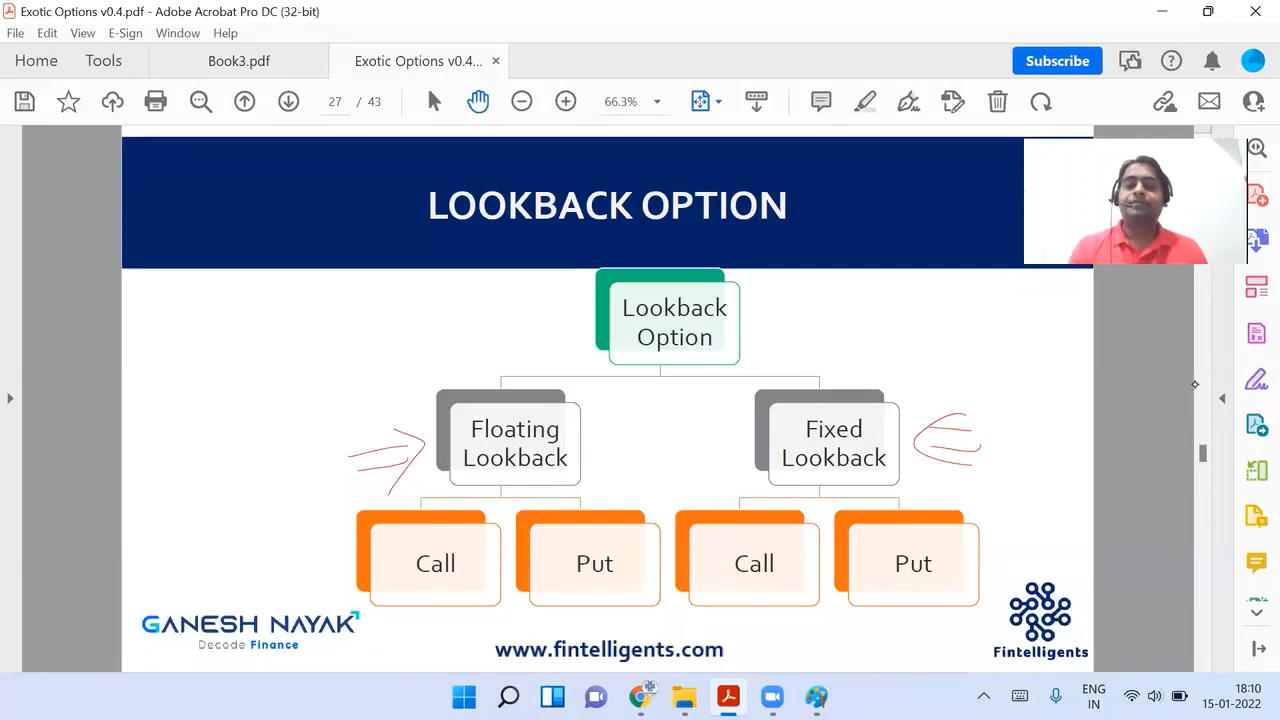 Exotic Options v0.4.pdf - Adobe Acrobat Pro DC (32-bit)
File Edit View E-Sign Window Help
Home Tools Book3.pdf Exotic Options v0.4... × Subscribe
27 / 43 66.3%
LOOKBACK OPTION
Lookback
Option
Floating
Lookback
Fixed
Lookback
Call Put Call Put
GANESH NAYAK
Decode Finance
www.fintelligents.com
Fintelligents
ENG
IN
18:10
15-01-2022